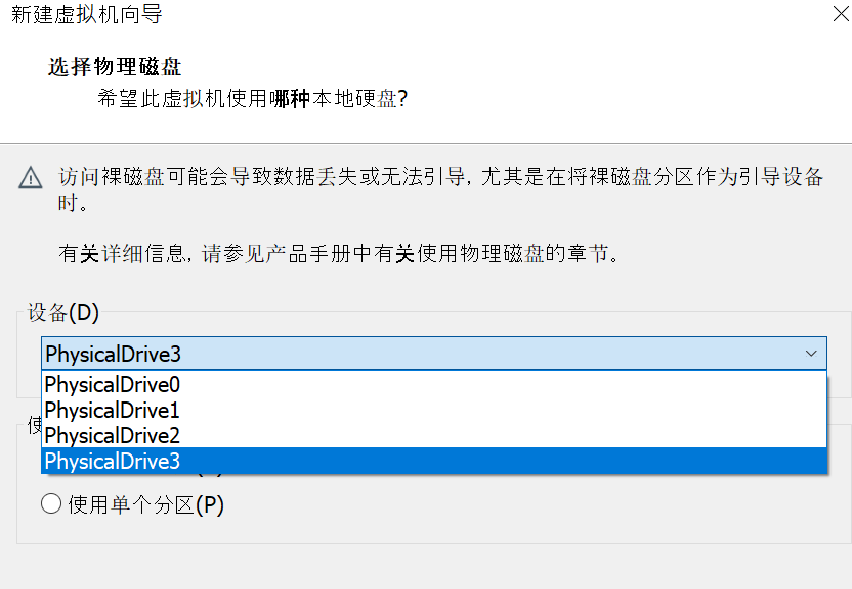 新建虚拟机向导
选择物理磁盘
希望此虚拟机使用哪种本地硬盘?
访问裸磁盘可能会导致数据丢失或无法引导, 尤其是在将裸磁盘分区作为引导设备
时。
有关详细信息, 请参见产品手册中有关使用物理磁盘的章节。
设备(D)
PhysicalDrive3
PhysicalDrive0
PhysicalDrive1
PhysicalDrive2
PhysicalDrive3
使用单个分区(P)